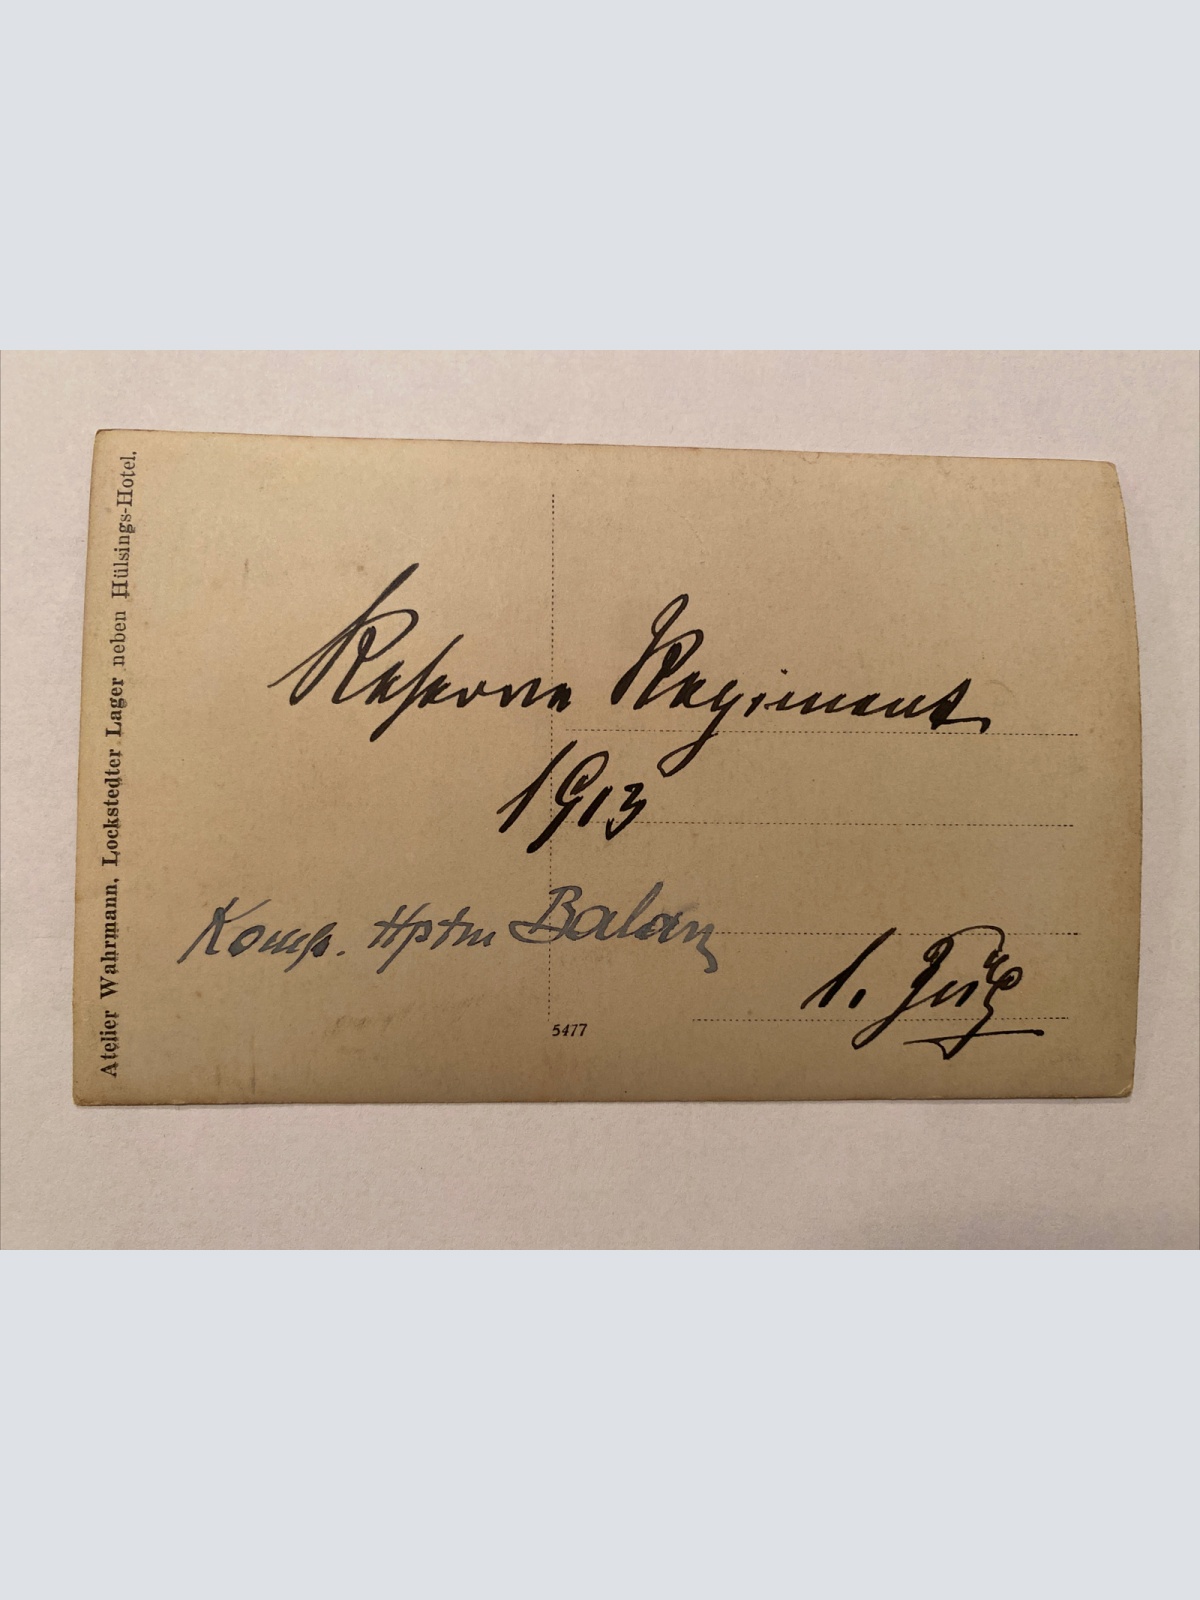 Atelier Wahrmann, Lockstedter Lager neben Hülsings-Hotel.
Reserve Regiment
1913
Komp. Hptm Balan
1. Zug
5477